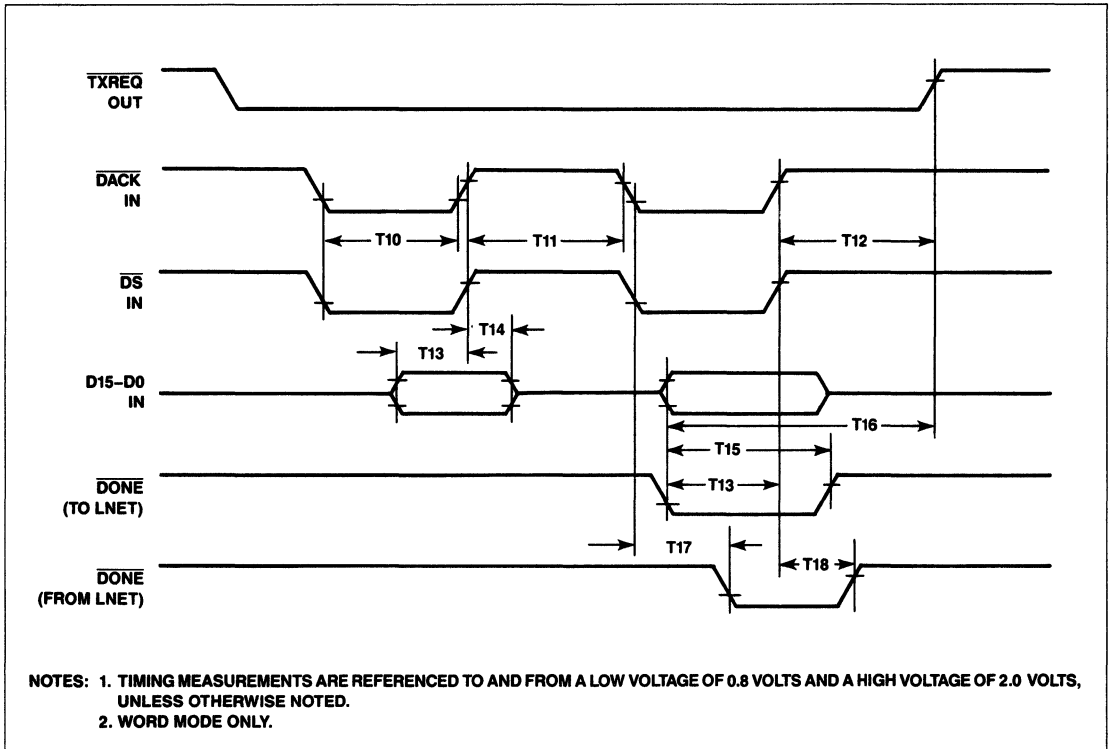 TXREQ
OUT
DACK
IN
T10
T11
T12
DS
IN
T14
T13
D15–D0
IN
T16
T15
T13
DONE
(TO LNET)
T17
T18
DONE
(FROM LNET)
NOTES: 1. TIMING MEASUREMENTS ARE REFERENCED TO AND FROM A LOW VOLTAGE OF 0.8 VOLTS AND A HIGH VOLTAGE OF 2.0 VOLTS,
UNLESS OTHERWISE NOTED.
2. WORD MODE ONLY.